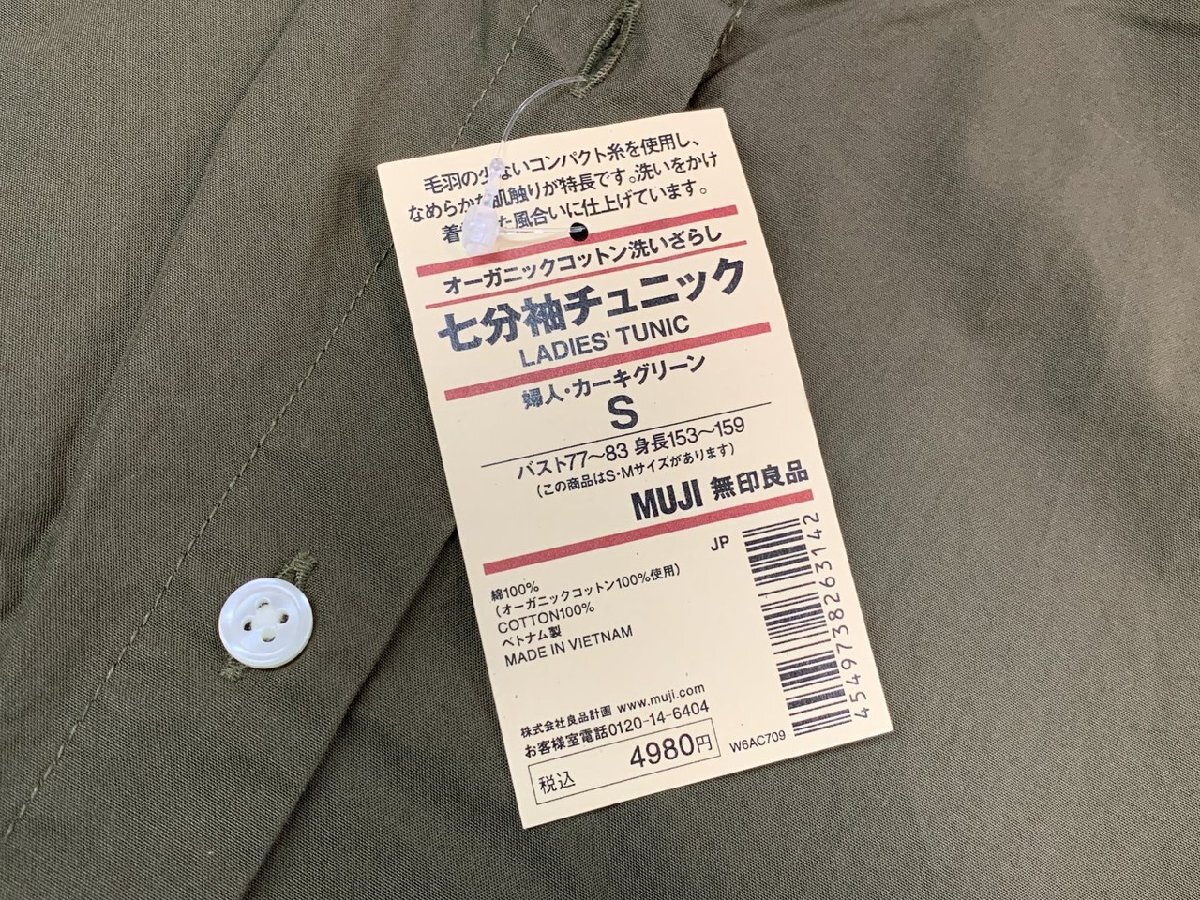 毛羽の少ないコンパクト糸を使用し、
なめらかな肌触りが特長です。洗いをかけ
着 た風合いに仕上げています。
オーガニックコットン洗いざらし
七分袖チュニック
LADIES' TUNIC
婦人・カーキグリーン
S
バスト77〜83 身長153〜159
(この商品はS・Mサイズがあります)
MUJI 無印良品
JP
綿100%
(オーガニックコットン100%使用)
COTTON100%
ベトナム製
MADE IN VIETNAM
4549738263142
株式会社良品計画 www.muji.com
お客様室電話0120-14-6404
税込 4980円
W6AC709